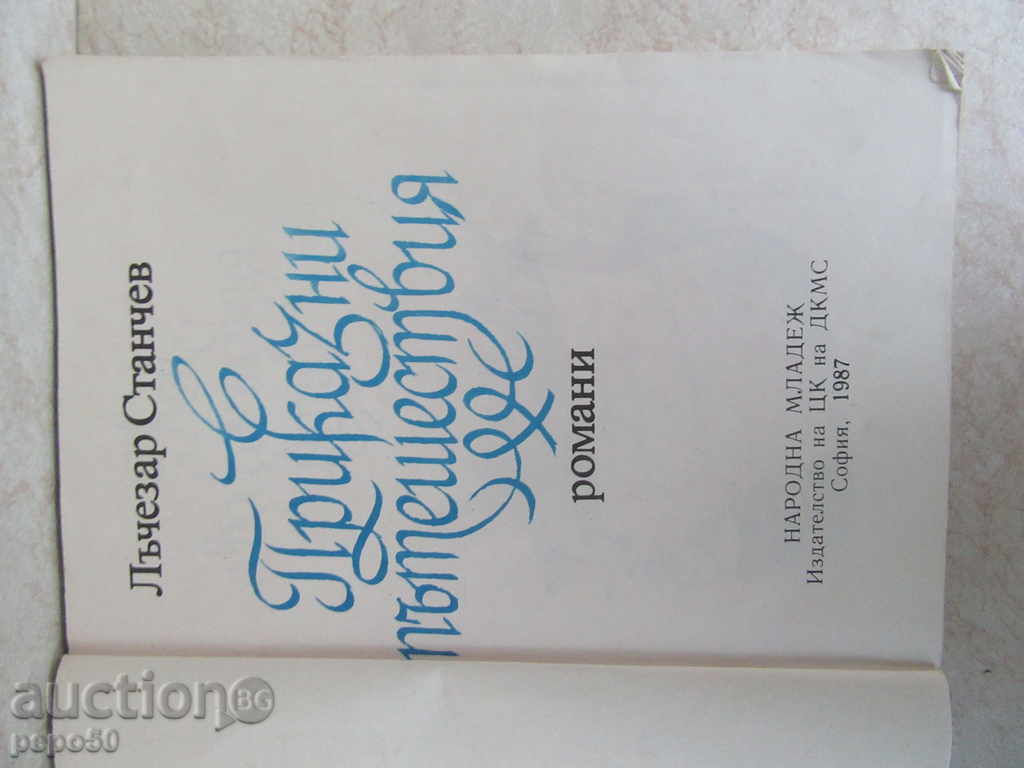 Лъчезар Станчев
Приказни
пътешествия
романи
НАРОДНА МЛАДЕЖ
Издателство на ЦК на ДКМС
София, 1987
auction BG
pepo50